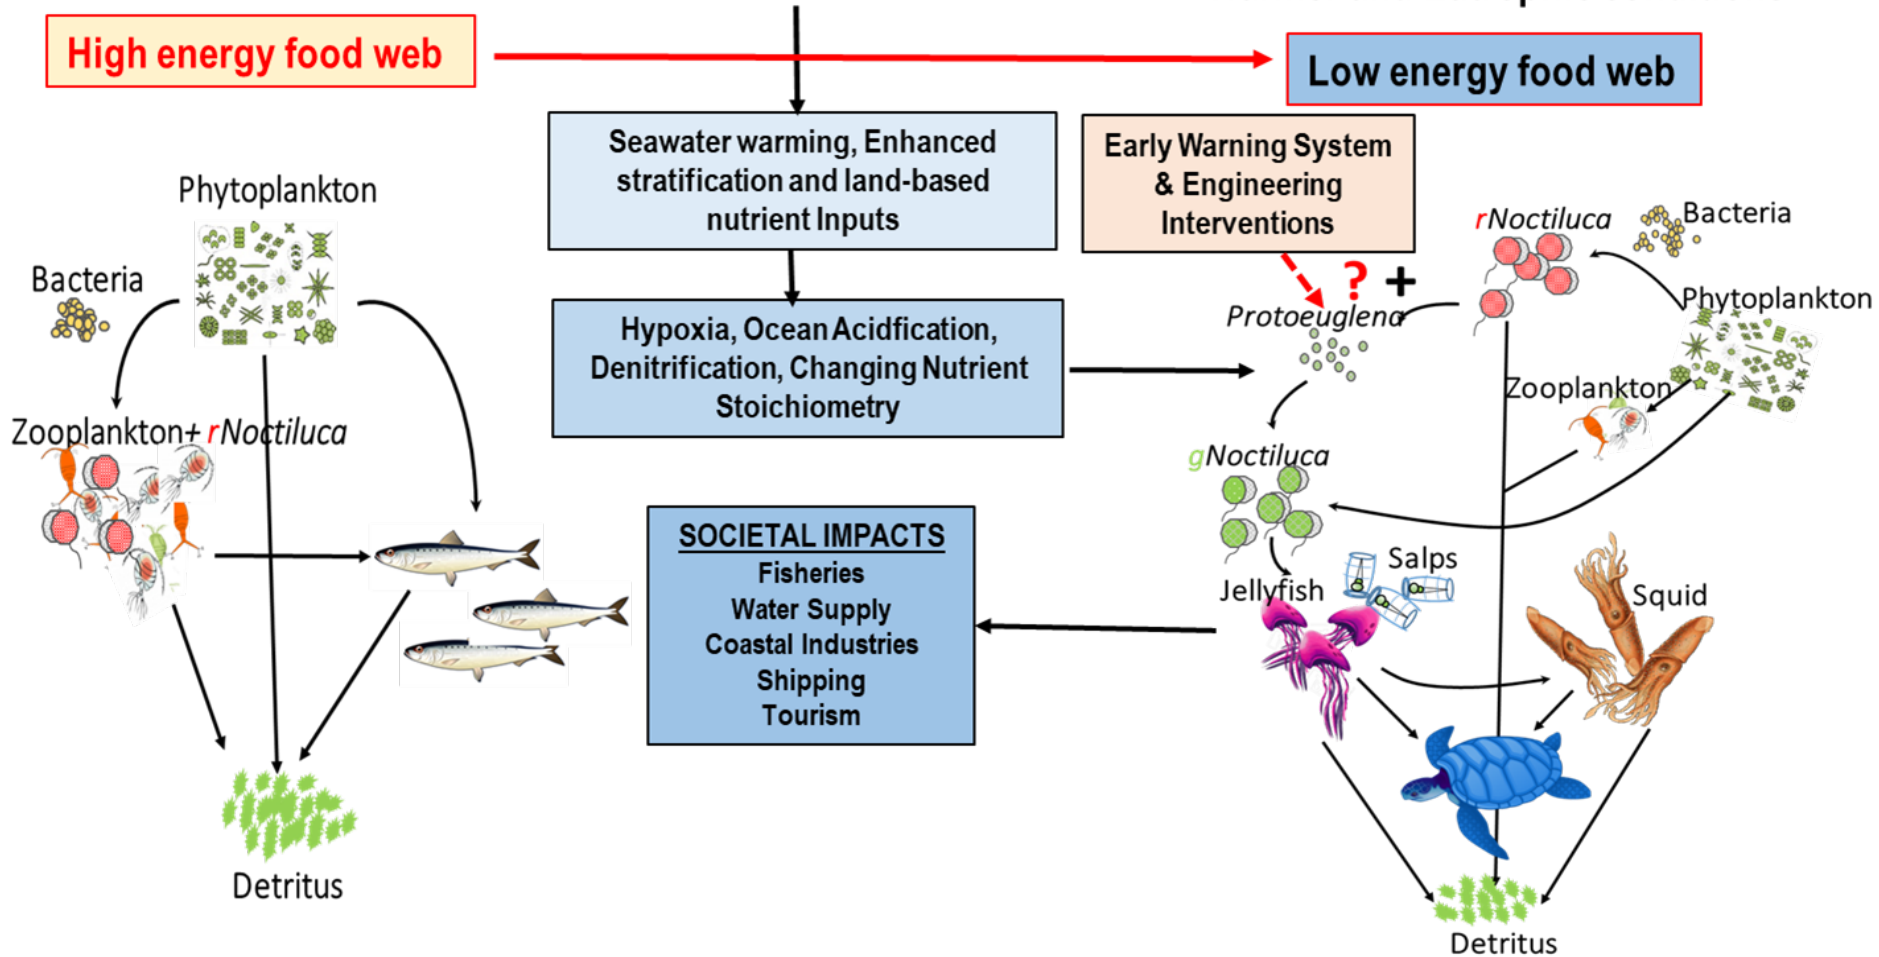 High energy food web
Low energy food web
Seawater warming, Enhanced
stratification and land-based
nutrient Inputs
Early Warning System
& Engineering
Interventions
Phytoplankton
Bacteria
Zooplankton+ rNoctiluca
Detritus
Hypoxia, Ocean Acidfication,
Denitrification, Changing Nutrient
Stoichiometry
SOCIETAL IMPACTS
Fisheries
Water Supply
Coastal Industries
Shipping
Tourism
rNoctiluca
Bacteria
? +
Phytoplankton
Protoeuglena
Zooplankton
gNoctiluca
Salps
Jellyfish
Squid
Detritus